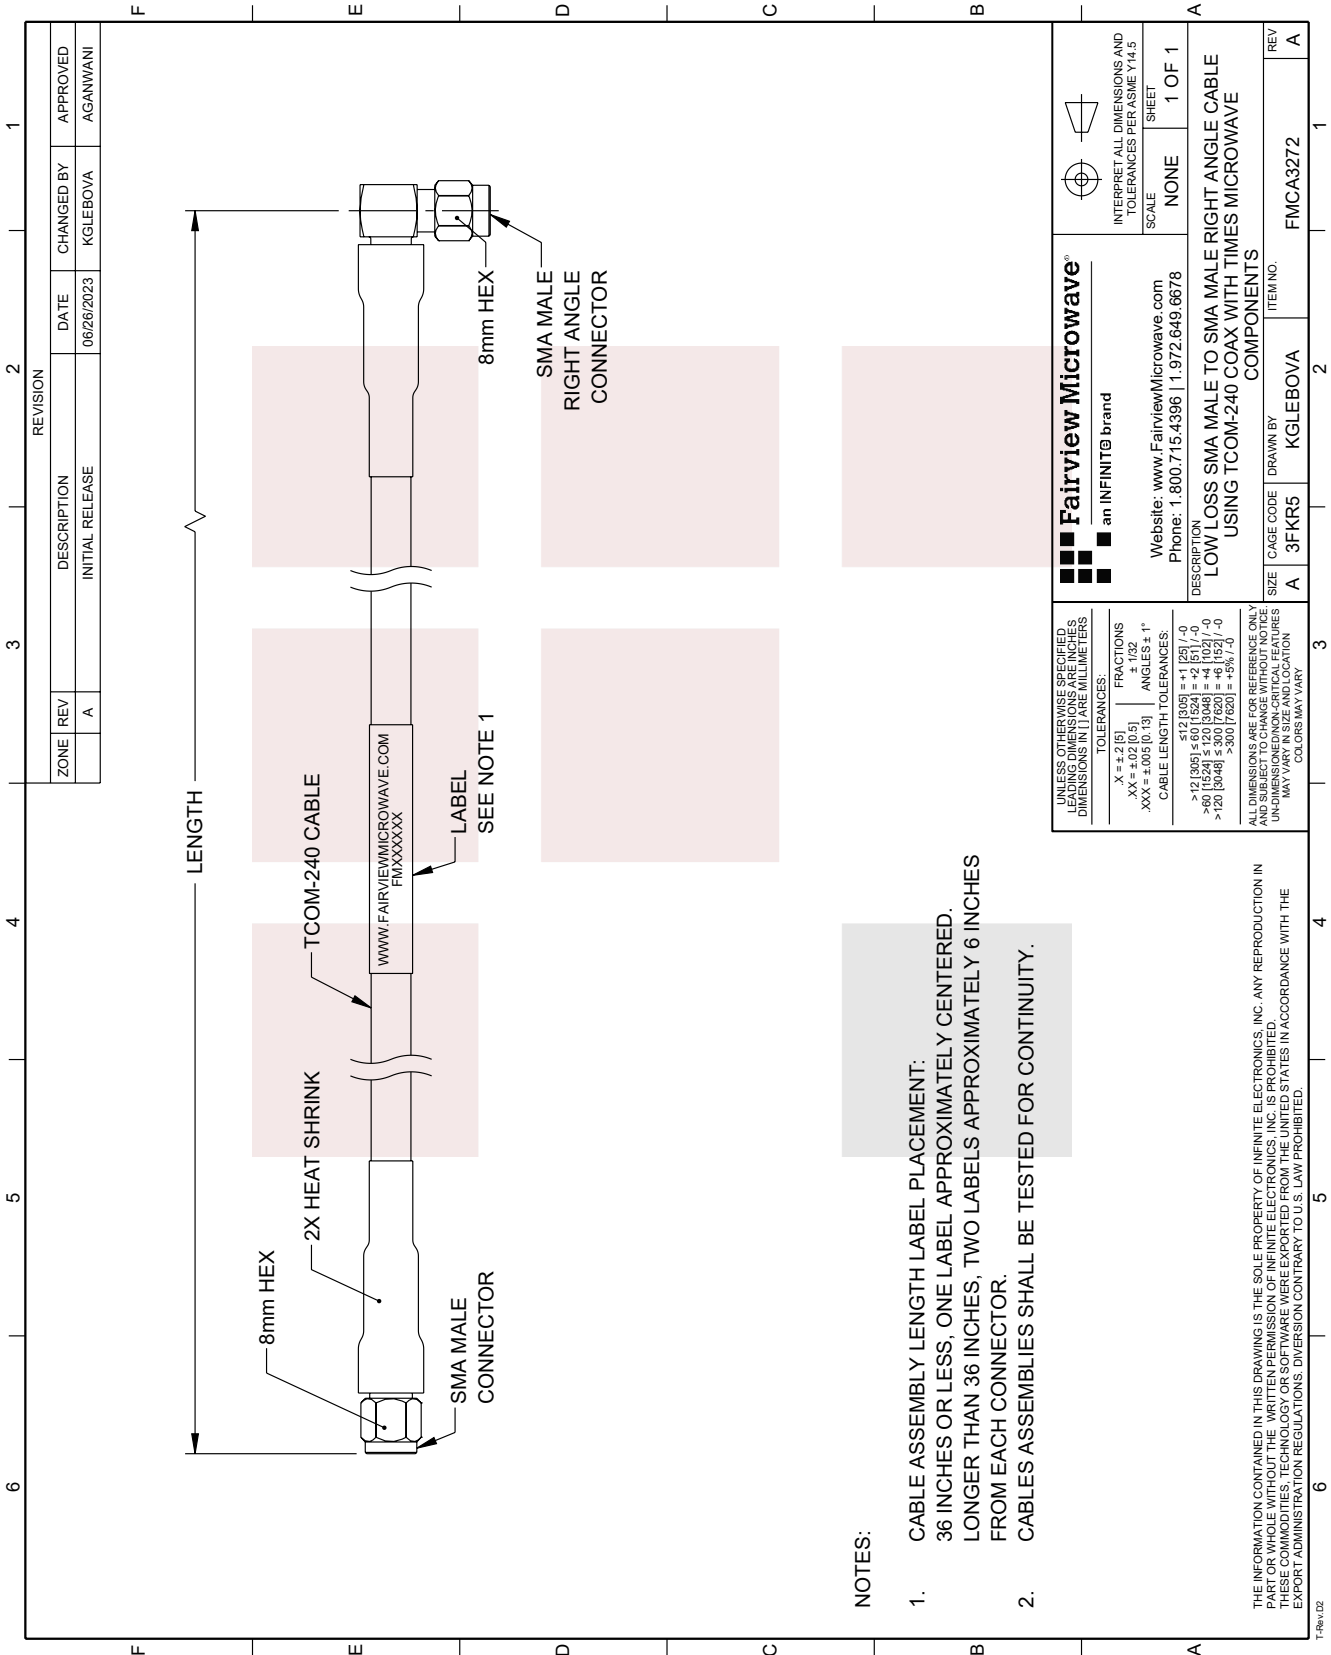 REVISION
ZONE REV DESCRIPTION DATE CHANGED BY APPROVED
A INITIAL RELEASE 06/26/2023 KGLEBOVA AGANWANI
6 5 4 3 2 1
F
E
D
C
B
A
LENGTH
8mm HEX
2X HEAT SHRINK
TCOM-240 CABLE
WWW.FAIRVIEWMICROWAVE.COM
FMXXXXXX
SMA MALE
CONNECTOR
LABEL
SEE NOTE 1
8mm HEX
SMA MALE
RIGHT ANGLE
CONNECTOR
NOTES:
1. CABLE ASSEMBLY LENGTH LABEL PLACEMENT:
36 INCHES OR LESS, ONE LABEL APPROXIMATELY CENTERED.
LONGER THAN 36 INCHES, TWO LABELS APPROXIMATELY 6 INCHES
FROM EACH CONNECTOR.
2. CABLES ASSEMBLIES SHALL BE TESTED FOR CONTINUITY.
THE INFORMATION CONTAINED IN THIS DRAWING IS THE SOLE PROPERTY OF INFINITE ELECTRONICS, INC. ANY REPRODUCTION IN
PART OR WHOLE WITHOUT THE WRITTEN PERMISSION OF INFINITE ELECTRONICS, INC. IS PROHIBITED.
THESE COMMODITIES, TECHNOLOGY OR SOFTWARE WERE EXPORTED FROM THE UNITED STATES IN ACCORDANCE WITH THE
EXPORT ADMINISTRATION REGULATIONS. DIVERSION CONTRARY TO U.S. LAW PROHIBITED.
UNLESS OTHERWISE SPECIFIED
LEADING DIMENSIONS ARE INCHES
DIMENSIONS IN [ ] ARE MILLIMETERS
TOLERANCES:
.X = ±.2 [5]
.XX = ±.02 [0.5]
.XXX = ±.005 [0.13]
FRACTIONS
± 1/32
ANGLES ± 1°
CABLE LENGTH TOLERANCES:
≤12 [305] = +1 [25] / -0
>12 [305] ≤ 60 [1524] = +2 [51] / -0
>60 [1524] ≤ 120 [3048] = +4 [102] / -0
>120 [3048] ≤ 300 [7620] = +6 [152] / -0
>300 [7620] = +5% / -0
ALL DIMENSIONS ARE FOR REFERENCE ONLY
AND SUBJECT TO CHANGE WITHOUT NOTICE.
UN-DIMENSIONED/NON-CRITICAL FEATURES
MAY VARY IN SIZE AND LOCATION
COLORS MAY VARY
Fairview Microwave®
an INFINITE brand
Website: www.FairviewMicrowave.com
Phone: 1.800.715.4396 | 1.972.649.6678
INTERPRET ALL DIMENSIONS AND
TOLERANCES PER ASME Y14.5
SCALE
NONE
SHEET
1 OF 1
DESCRIPTION
LOW LOSS SMA MALE TO SMA MALE RIGHT ANGLE CABLE
USING TCOM-240 COAX WITH TIMES MICROWAVE
COMPONENTS
SIZE
A
CAGE CODE
3FKR5
DRAWN BY
KGLEBOVA
ITEM NO.
FMCA3272
REV
A
F
E
D
C
B
A
6 5 4 3 2 1
T-Rev.D2